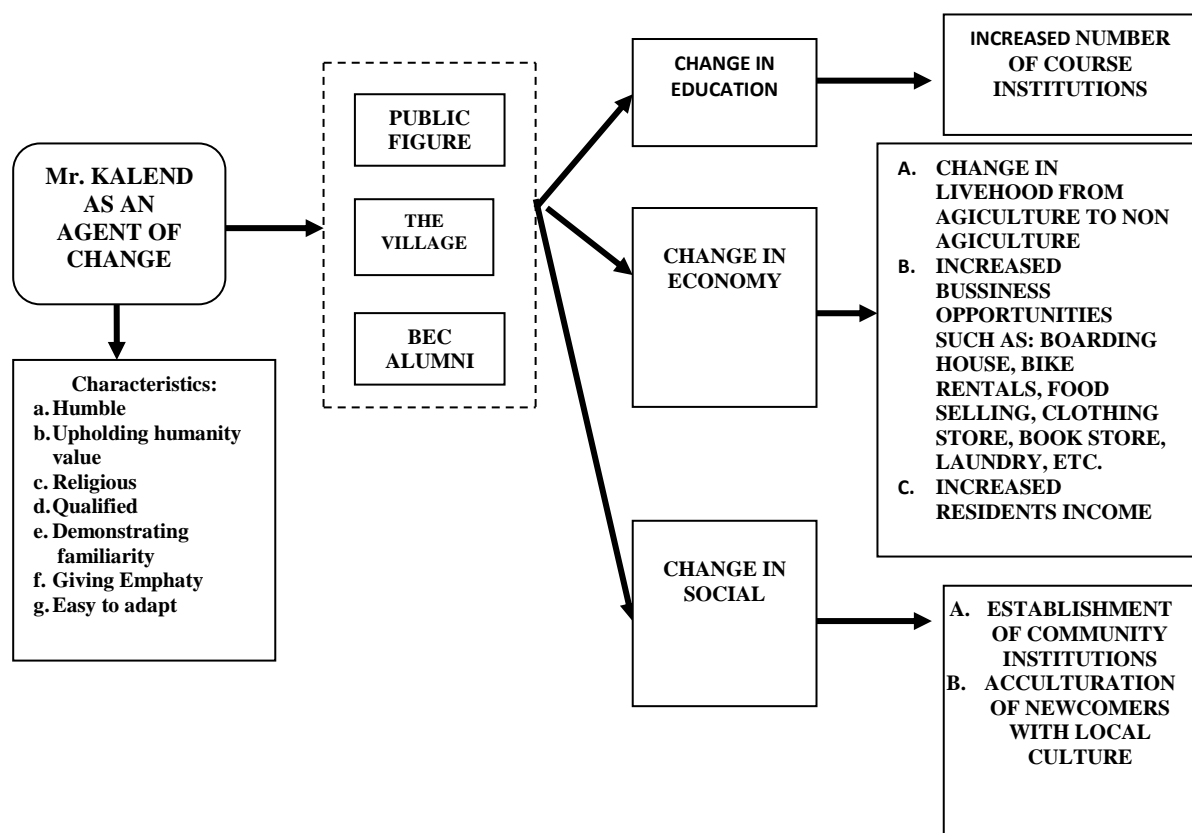 Mr. KALEND
AS AN
AGENT OF
CHANGE
Characteristics:
a. Humble
b. Upholding humanity
value
c. Religious
d. Qualified
e. Demonstrating
familiarity
f. Giving Emphaty
g. Easy to adapt
PUBLIC
FIGURE
THE
VILLAGE
BEC
ALUMNI
CHANGE IN
EDUCATION
CHANGE IN
ECONOMY
CHANGE IN
SOCIAL
INCREASED NUMBER
OF COURSE
INSTITUTIONS
A. CHANGE IN
LIVEHOOD FROM
AGICULTURE TO NON
AGICULTURE
B. INCREASED
BUSSINESS
OPPORTUNITIES
SUCH AS: BOARDING
HOUSE, BIKE
RENTALS, FOOD
SELLING, CLOTHING
STORE, BOOK STORE,
LAUNDRY, ETC.
C. INCREASED
RESIDENTS INCOME
A. ESTABLISHMENT
OF COMMUNITY
INSTITUTIONS
B. ACCULTURATION
OF NEWCOMERS
WITH LOCAL
CULTURE